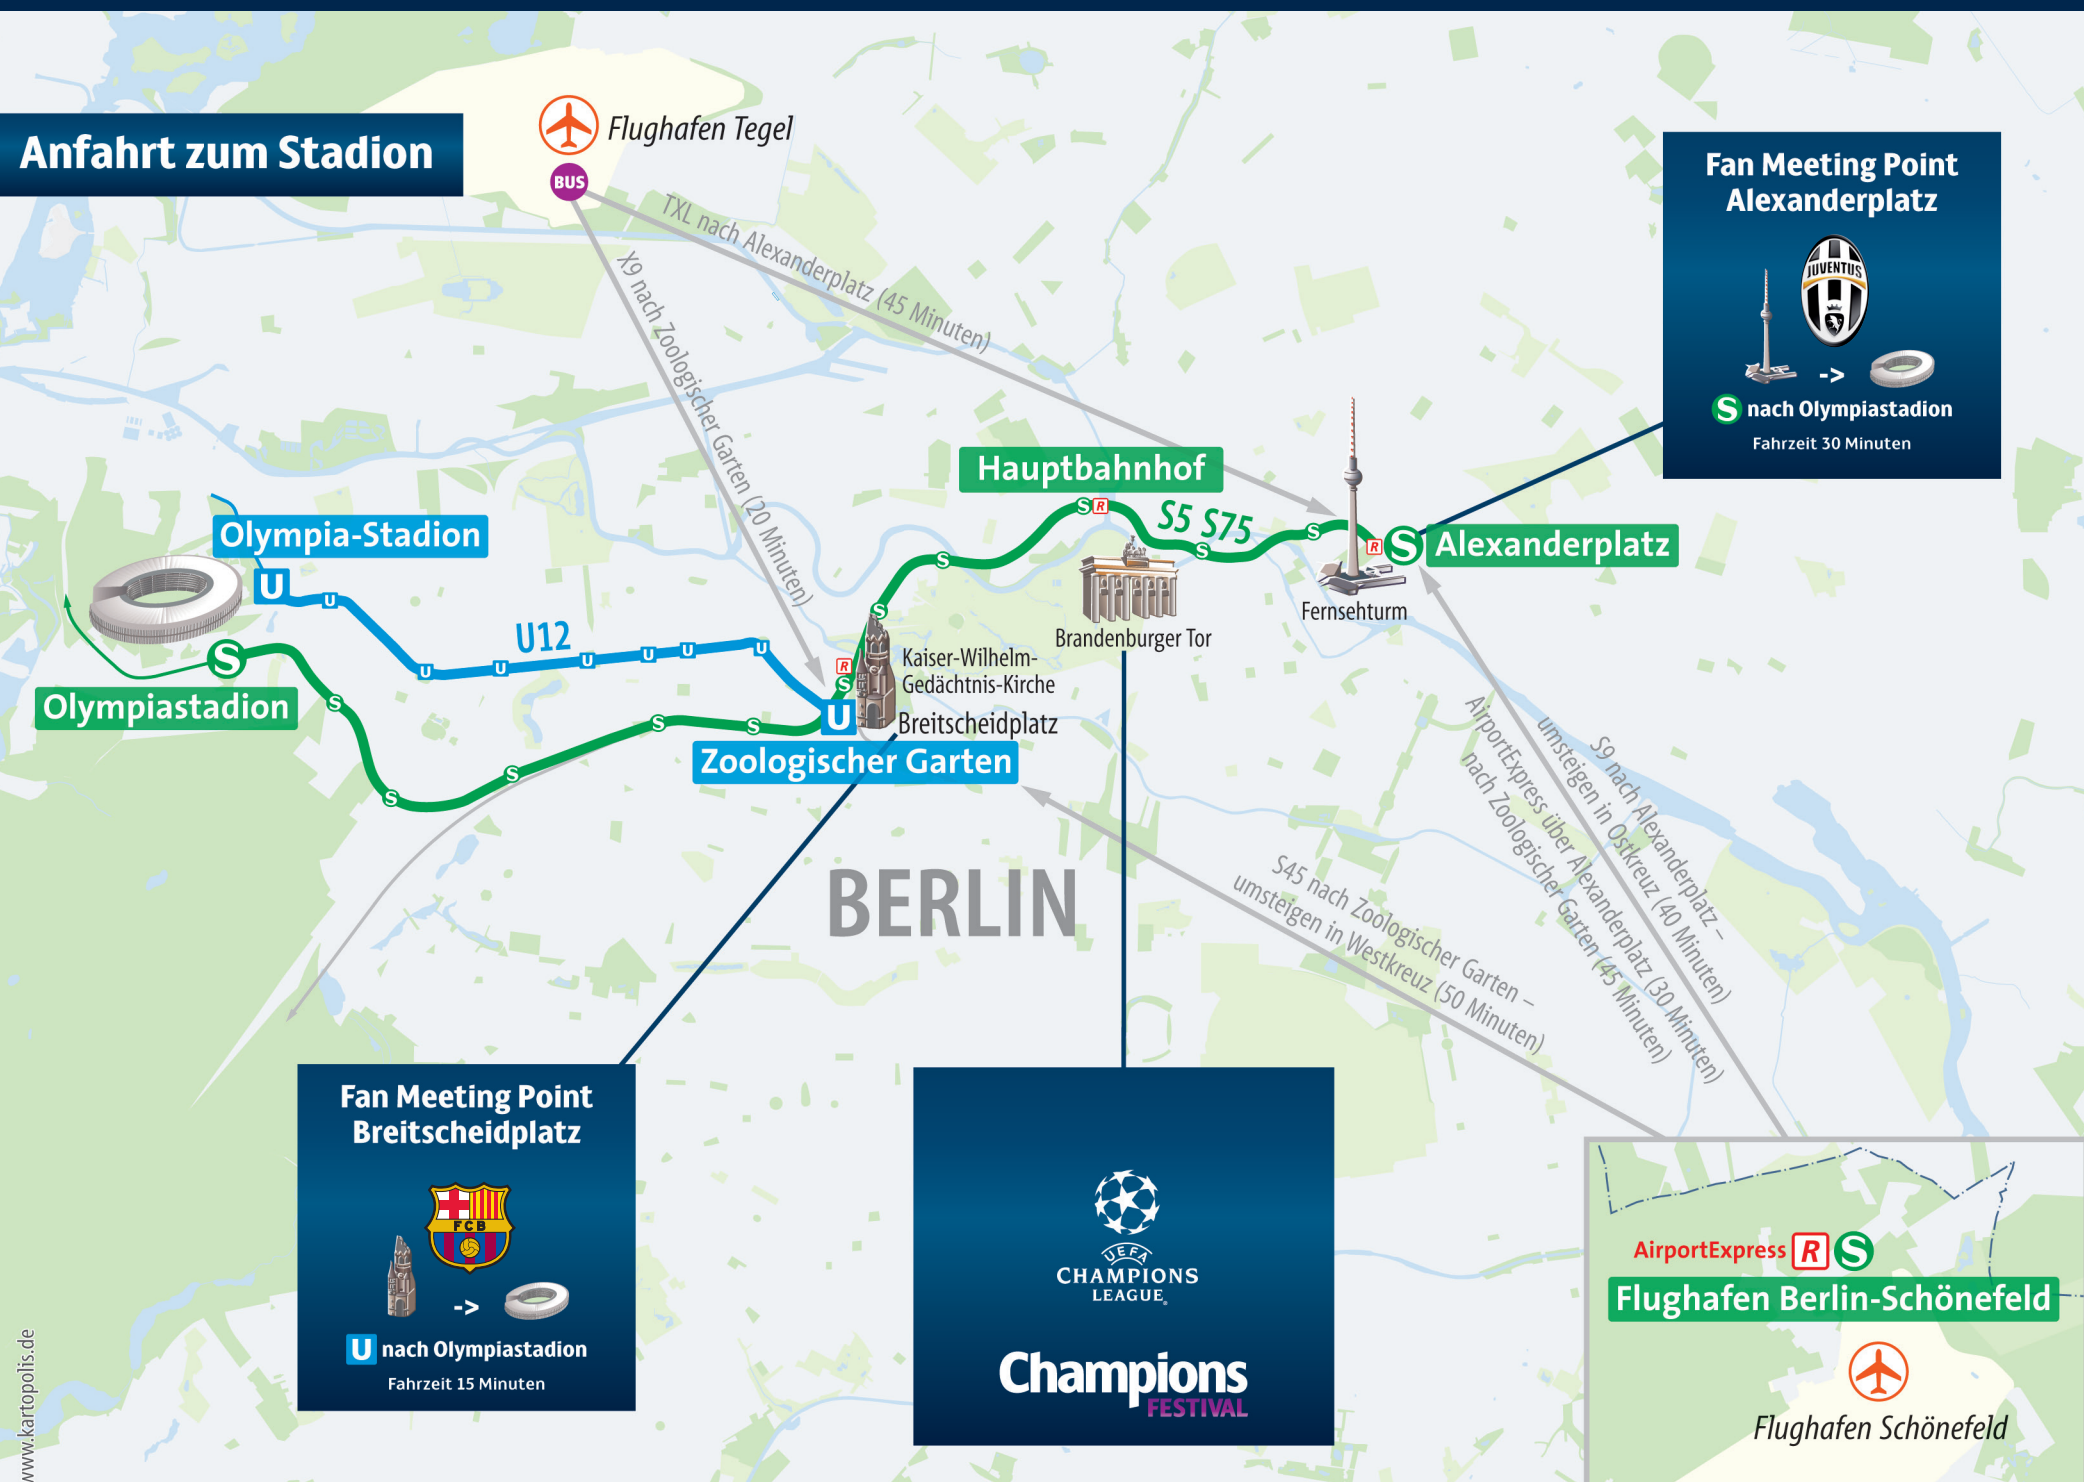 Anfahrt zum Stadion
Flughafen Tegel
BUS
TXL nach Alexanderplatz (45 Minuten)
X9 nach Zoologischer Garten (20 Minuten)
Fan Meeting Point
Alexanderplatz
JUVENTUS
->
S nach Olympiastadion
Fahrzeit 30 Minuten
Hauptbahnhof
S R
S5 S75
S
S
R S Alexanderplatz
Fernsehturm
Brandenburger Tor
Olympia-Stadion
U
U
U12
U
U
U
U
U
U
S
S
R
S
U
Kaiser-Wilhelm-
Gedächtnis-Kirche
Breitscheidplatz
Zoologischer Garten
S
Olympiastadion
S
S
S
S
S
BERLIN
S9 nach Alexanderplatz –
umsteigen in Ostkreuz (40 Minuten)
AirportExpress über Alexanderplatz (30 Minuten)
nach Zoologischer Garten (45 Minuten)
S45 nach Zoologischer Garten –
umsteigen in Westkreuz (50 Minuten)
Fan Meeting Point
Breitscheidplatz
FCB
->
U nach Olympiastadion
Fahrzeit 15 Minuten
UEFA
CHAMPIONS
LEAGUE®
Champions
FESTIVAL
AirportExpress R S
Flughafen Berlin-Schönefeld
Flughafen Schönefeld
www.kartopolis.de